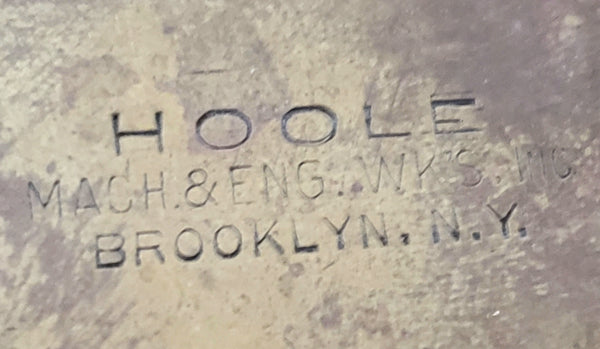 HOOLE
MACH. & ENG. WK'S. INC
BROOKLYN, N.Y.